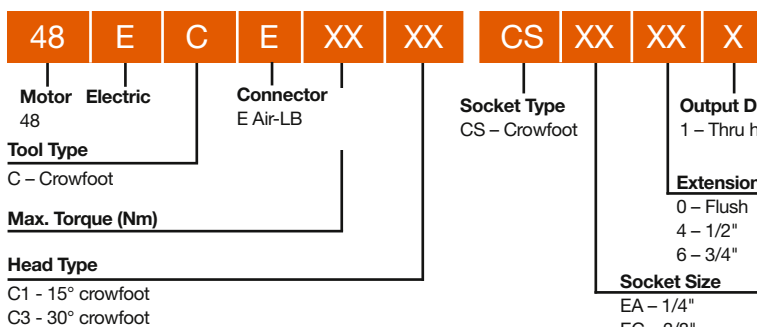 48 E C E XX XX CS XX XX X
Motor
48
Electric
Connector
E Air-LB
Tool Type
C – Crowfoot
Max. Torque (Nm)
Head Type
C1 - 15° crowfoot
C3 - 30° crowfoot
Socket Type
CS – Crowfoot
Output D
1 – Thru h
Extension
0 – Flush
4 – 1/2"
6 – 3/4"
Socket Size
EA – 1/4"